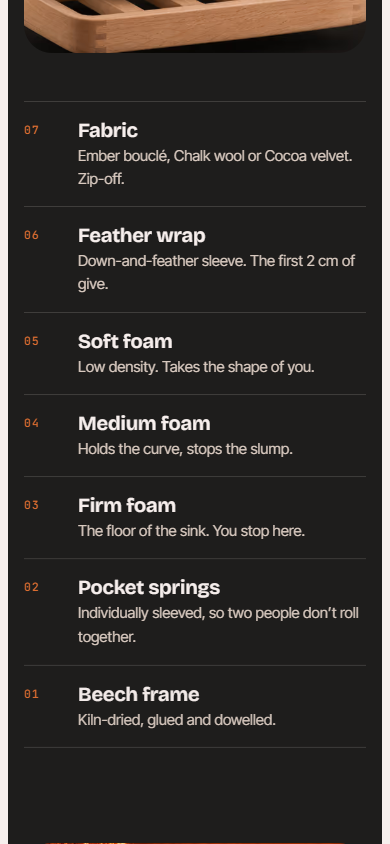 07
Fabric
Ember bouclé, Chalk wool or Cocoa velvet.
Zip-off.
06
Feather wrap
Down-and-feather sleeve. The first 2 cm of
give.
05
Soft foam
Low density. Takes the shape of you.
04
Medium foam
Holds the curve, stops the slump.
03
Firm foam
The floor of the sink. You stop here.
02
Pocket springs
Individually sleeved, so two people don’t roll
together.
01
Beech frame
Kiln-dried, glued and dowelled.